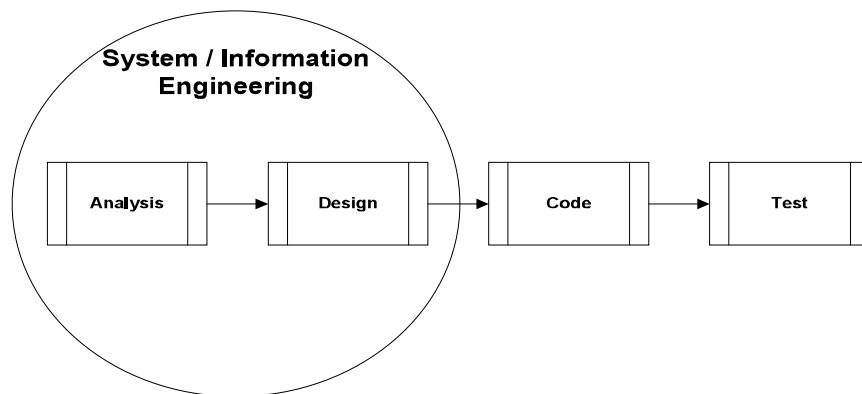 System / Information
Engineering
Analysis
Design
Code
Test